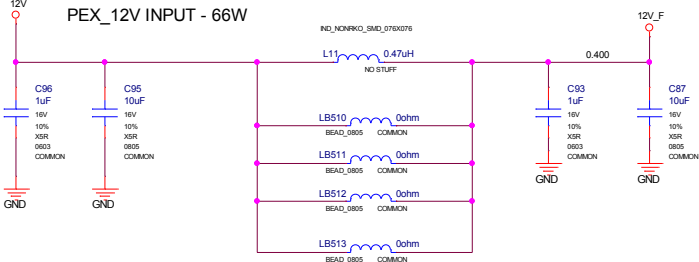 12V
PEX_12V INPUT - 66W
12V_F
IND_NONRKO_SMD_076X076
L11 0.47uH
NO STUFF
0.400
C96
1uF
16V
10%
X5R
0603
COMMON
GND
C95
10uF
16V
10%
X5R
0805
COMMON
GND
LB510 0ohm
BEAD_0805 COMMON
LB511 0ohm
BEAD_0805 COMMON
LB512 0ohm
BEAD_0805 COMMON
LB513 0ohm
BEAD_0805 COMMON
C93
1uF
16V
10%
X5R
0603
COMMON
GND
C87
10uF
16V
10%
X5R
0805
COMMON
GND